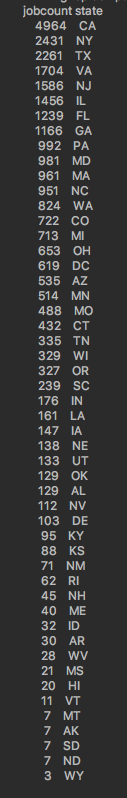 jobcount state
4964 CA
2431 NY
2261 TX
1704 VA
1586 NJ
1456 IL
1239 FL
1166 GA
992 PA
981 MD
961 MA
951 NC
824 WA
722 CO
713 MI
653 OH
619 DC
535 AZ
514 MN
488 MO
432 CT
335 TN
329 WI
327 OR
239 SC
176 IN
161 LA
147 IA
138 NE
133 UT
129 OK
129 AL
112 NV
103 DE
95 KY
88 KS
71 NM
62 RI
45 NH
40 ME
32 ID
30 AR
28 WV
21 MS
20 HI
11 VT
7 MT
7 AK
7 SD
7 ND
3 WY